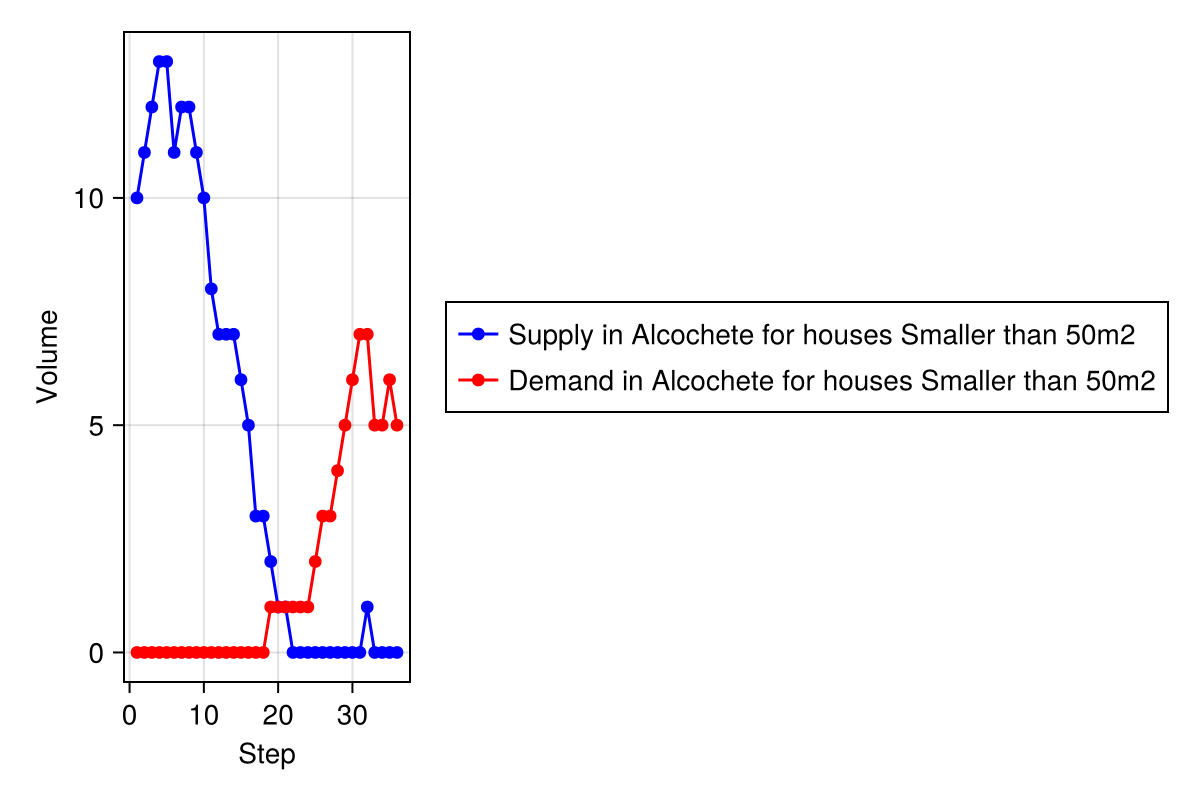 10
5
0
Volume
0 10 20 30
Step
Supply in Alcochete for houses Smaller than 50m2
Demand in Alcochete for houses Smaller than 50m2